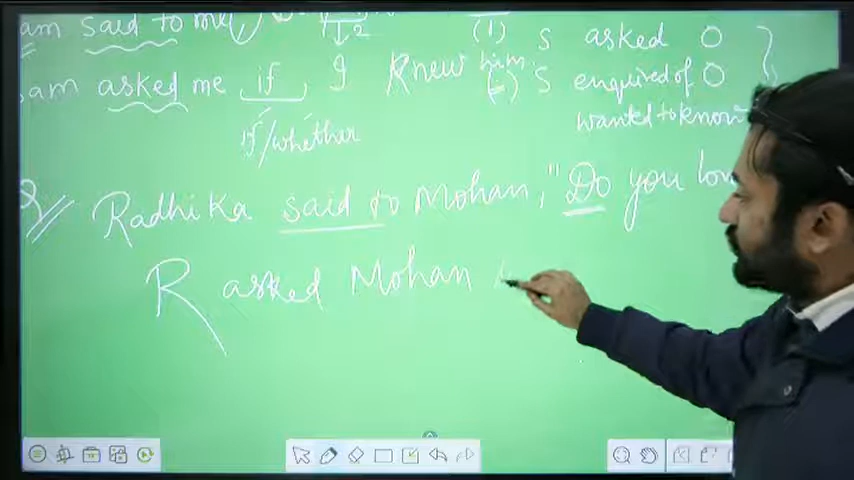 am said to me,
(1) S asked O
am asked me if I knew him.
(-) S enquired of O
if/whether
wanted to know
Q Radhika said to Mohan, "Do you lov
R asked Mohan